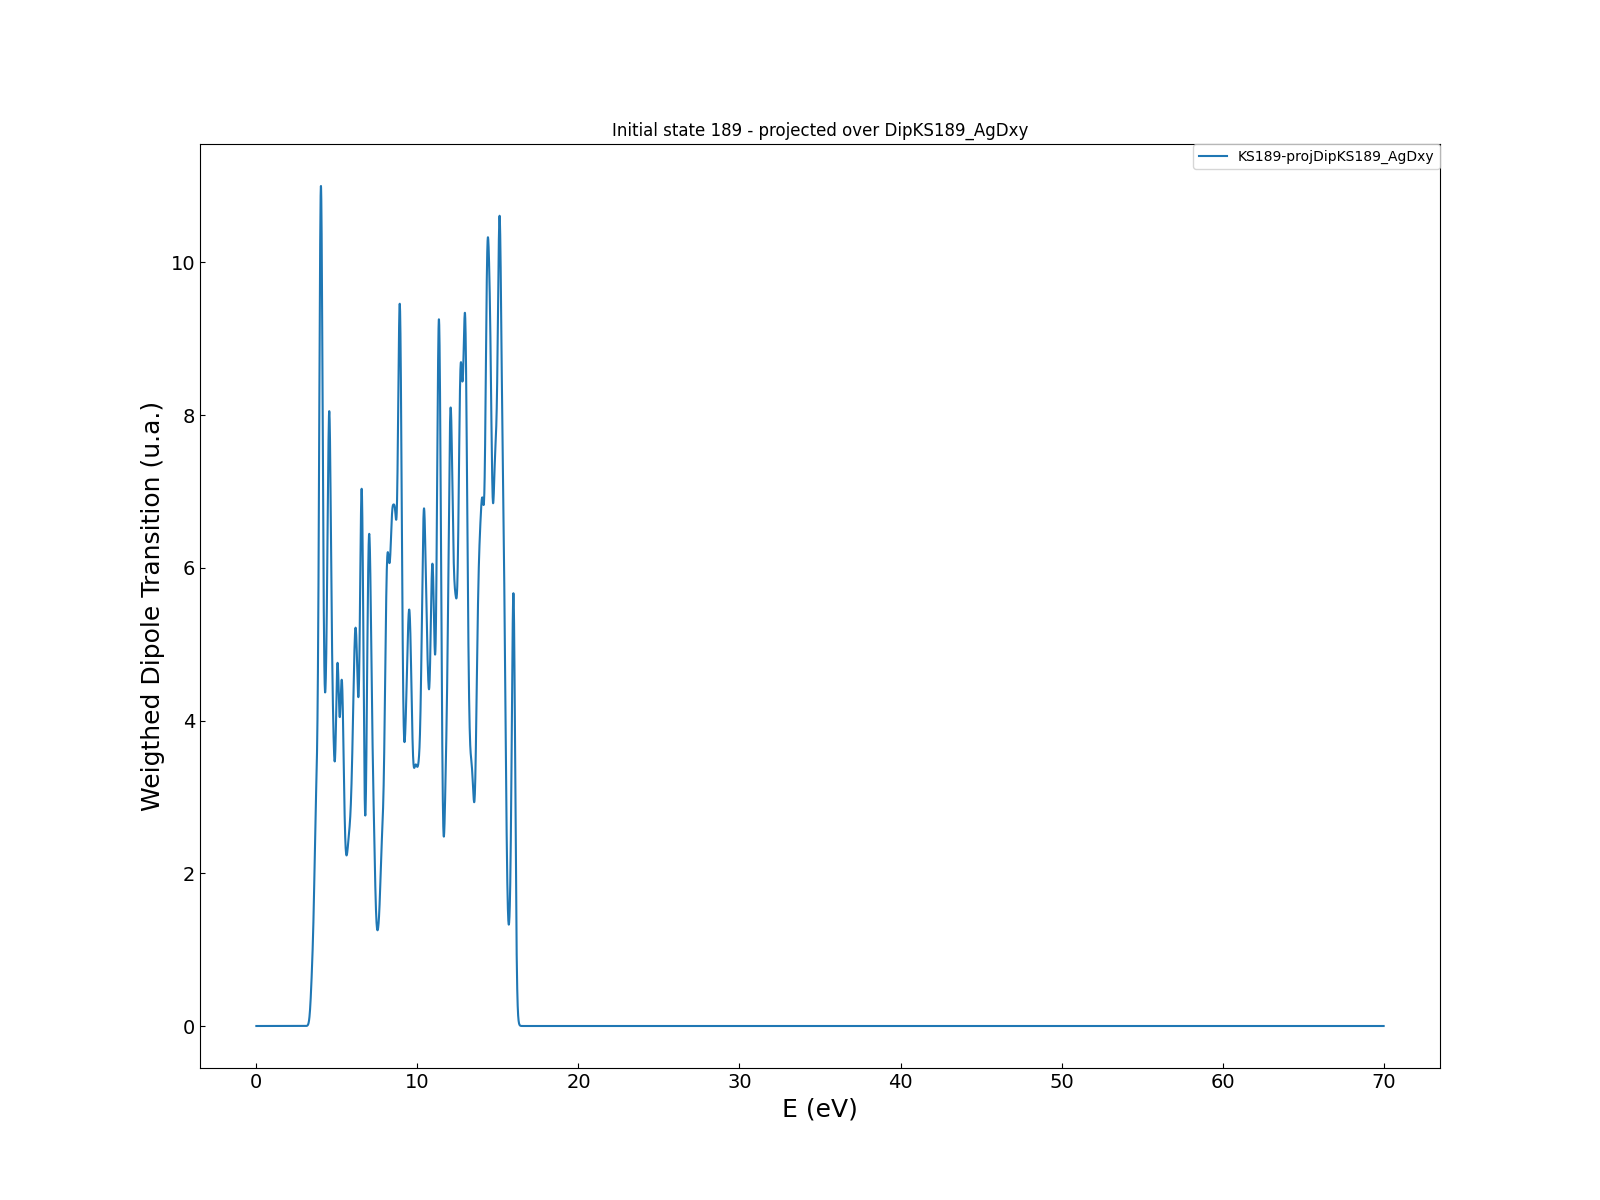 Initial state 189 - projected over DipKS189_AgDxy
KS189-projDipKS189_AgDxy
Weigthed Dipole Transition (u.a.)
10
8
6
4
2
0
0 10 20 30 40 50 60 70
E (eV)